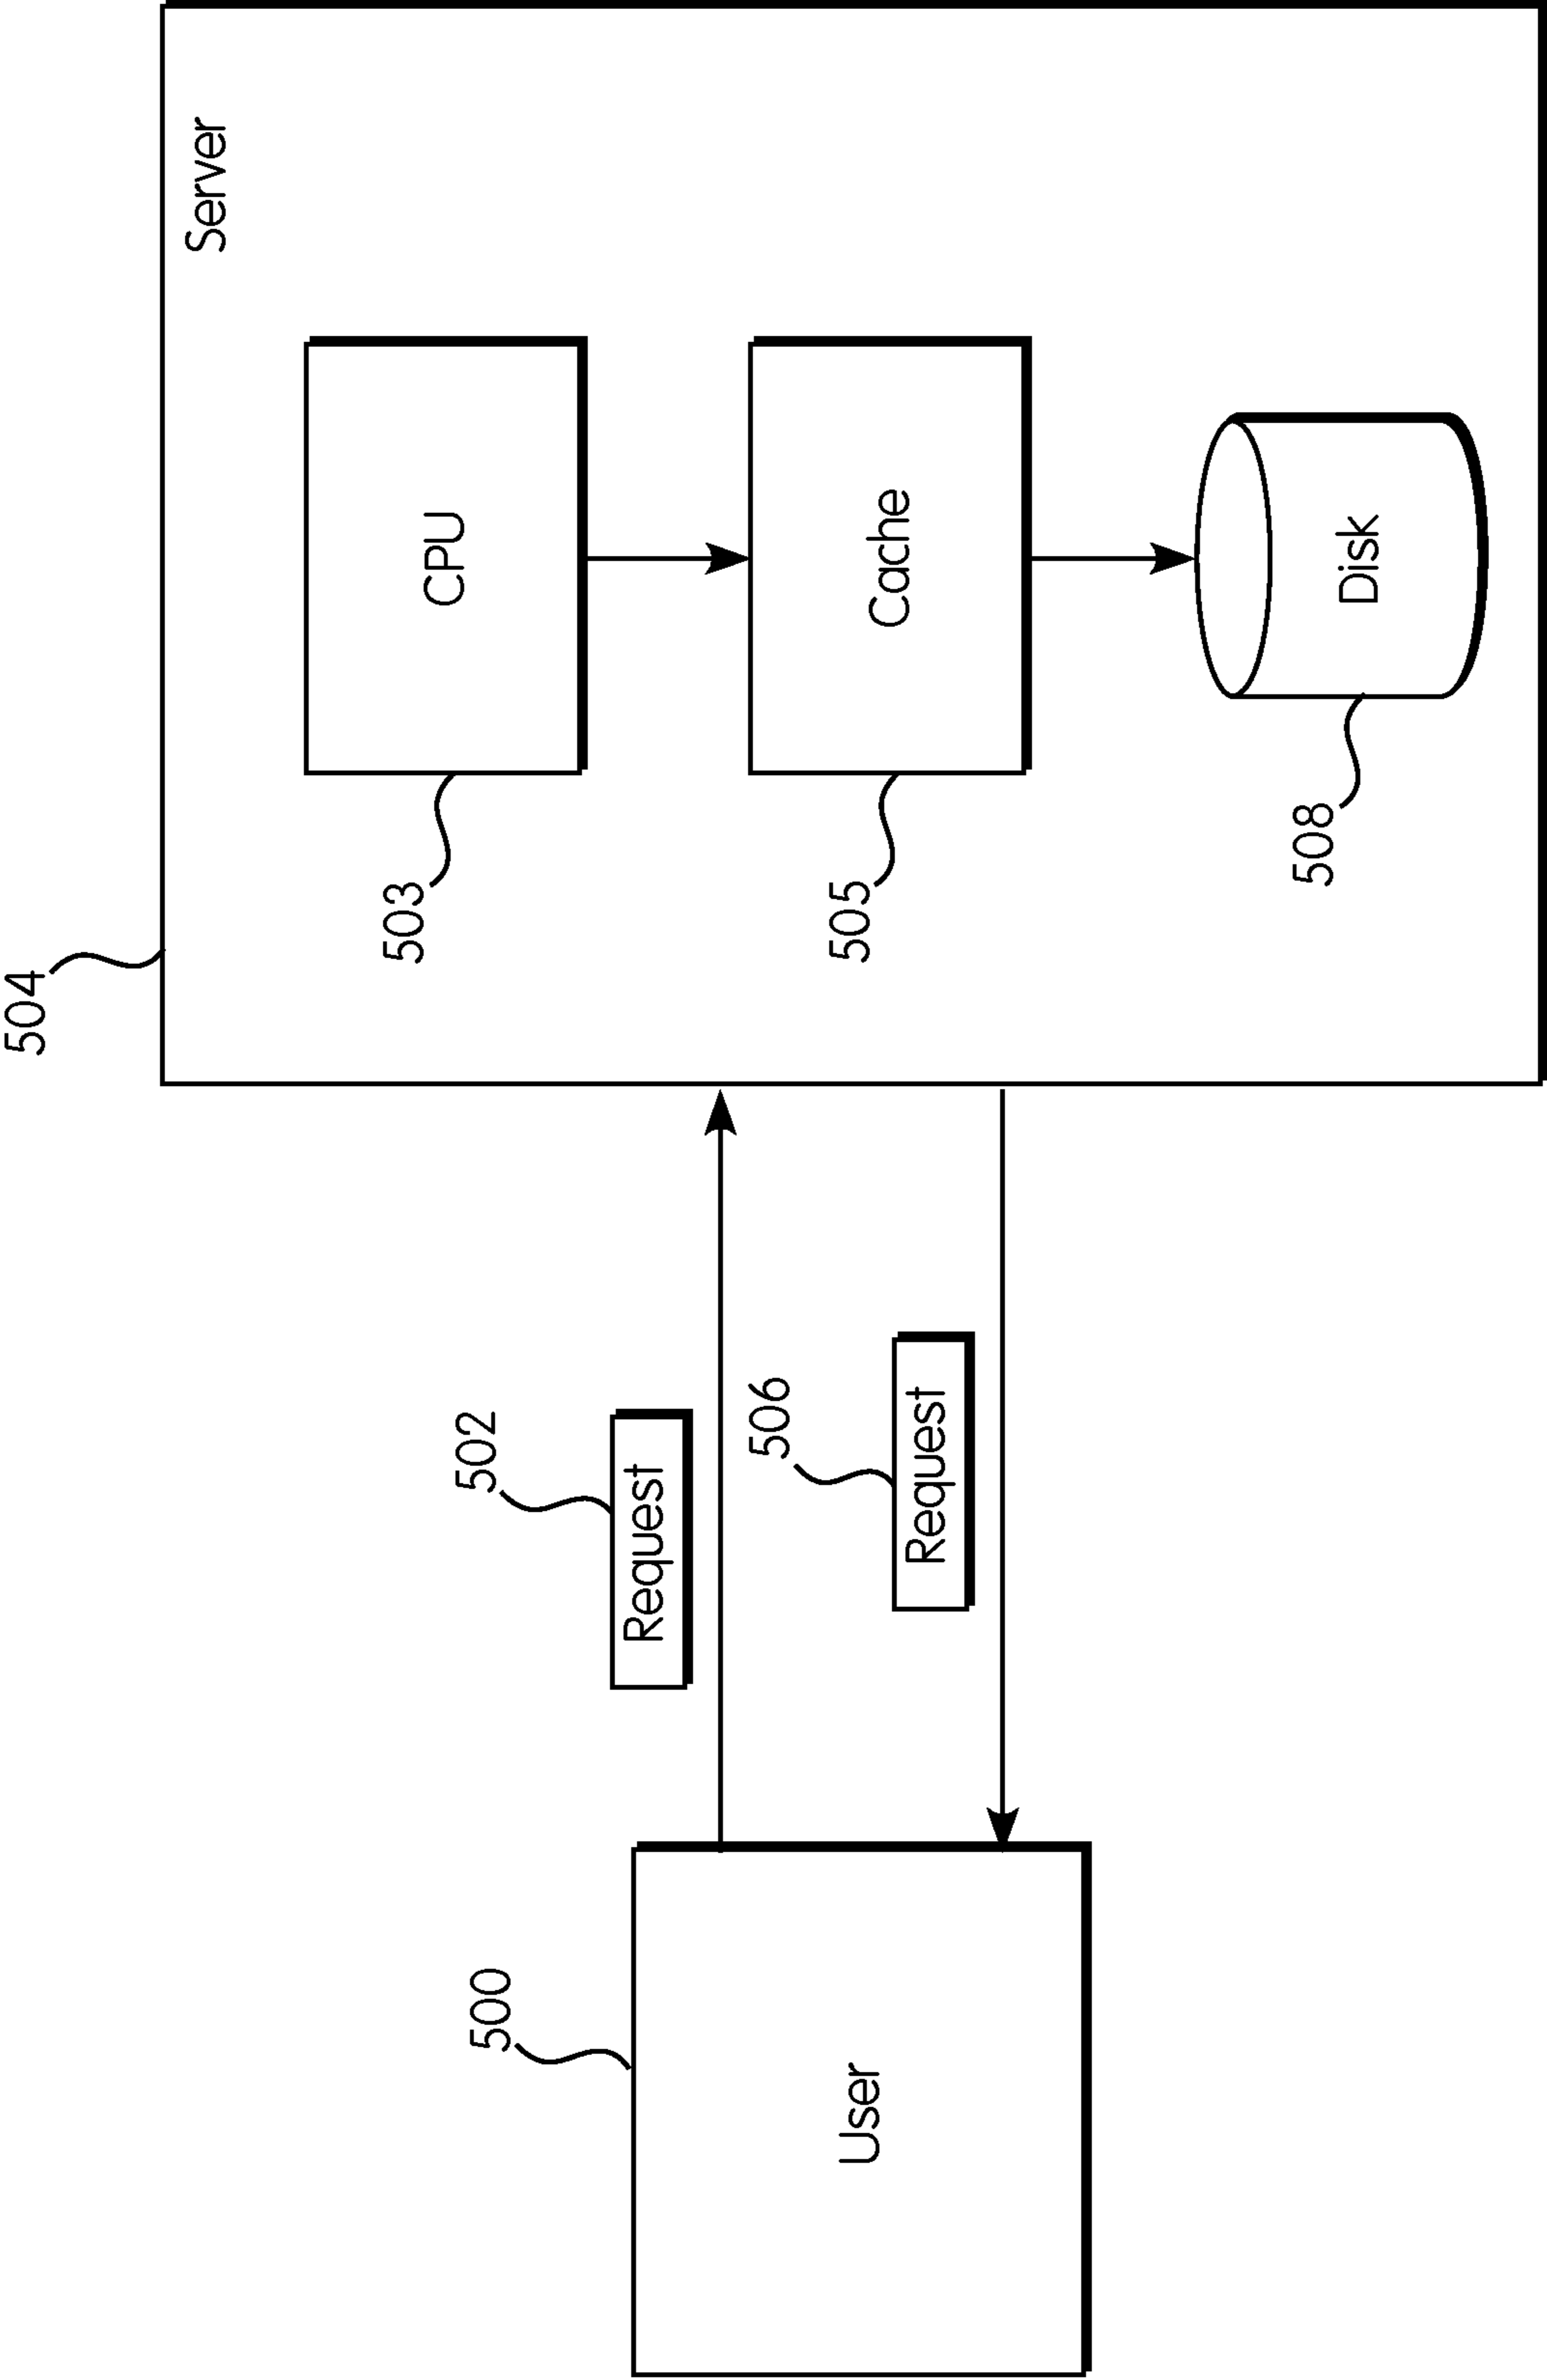 504
Server
CPU
503
Cache
505
Disk
508
502
Request
506
Request
500
User